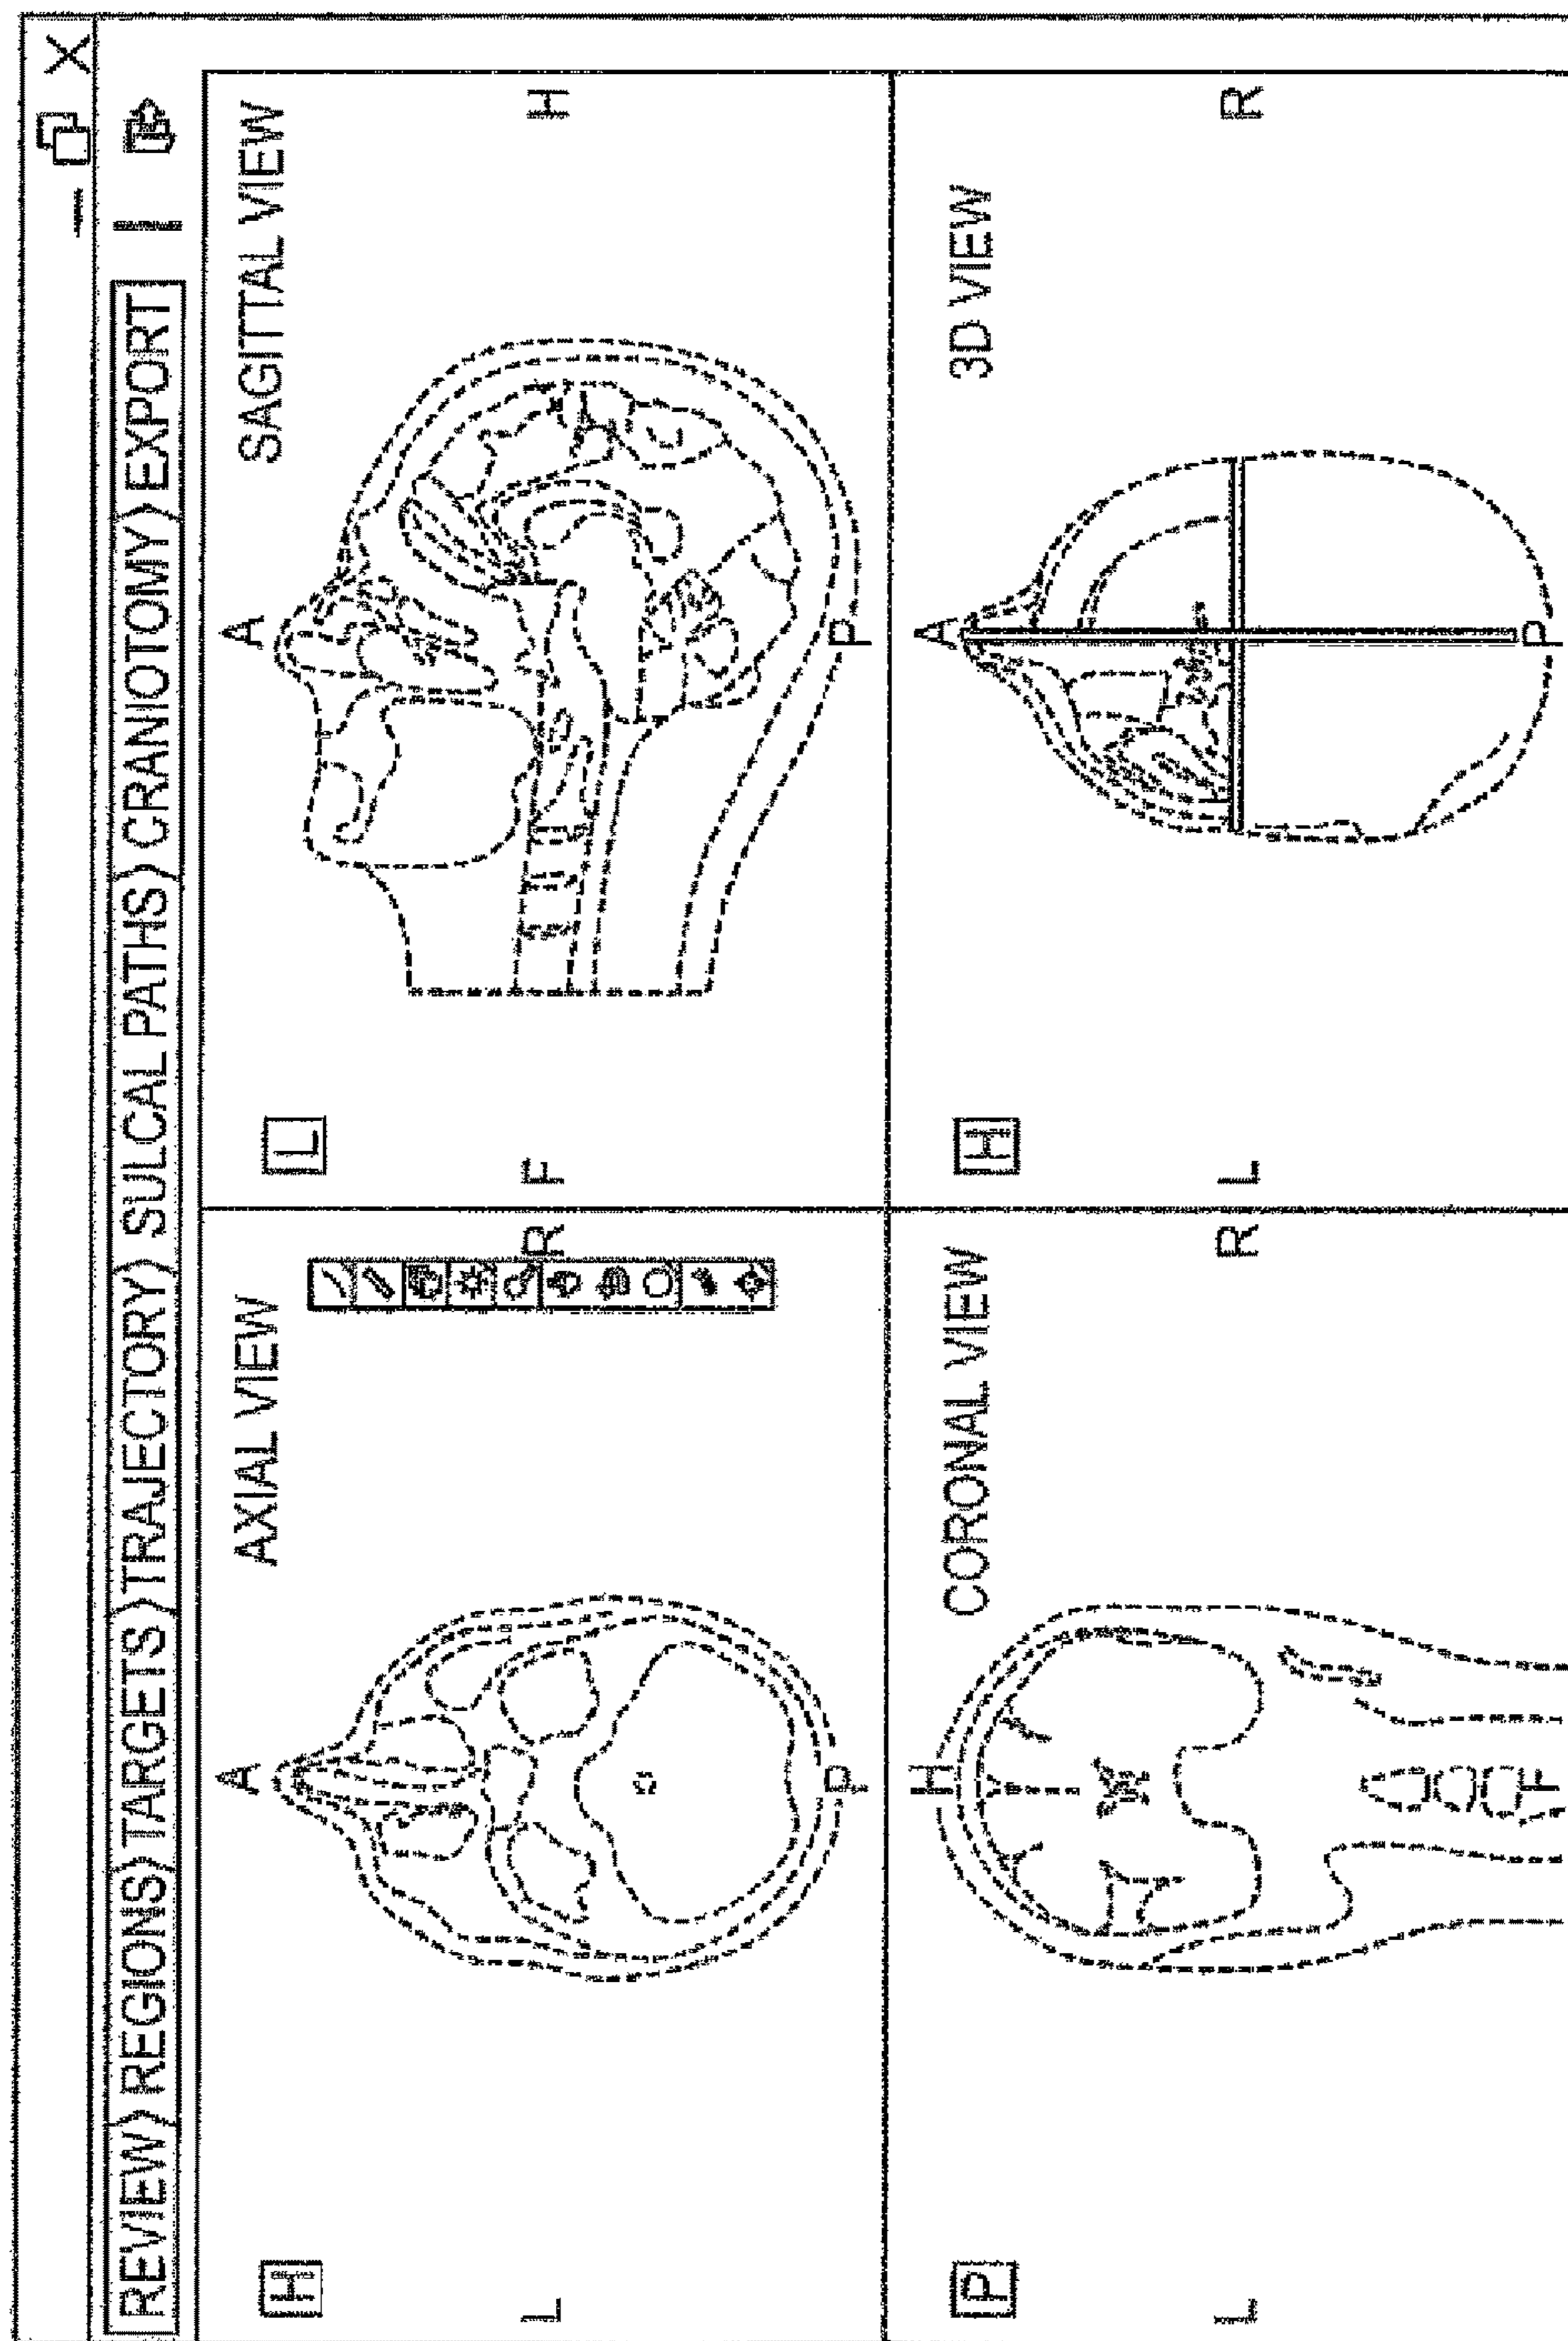 REVIEW⟩ REGIONS⟩ TARGETS⟩ TRAJECTORY⟩ SULCAL PATHS⟩ CRANIOTOMY⟩ EXPORT
H
A
AXIAL VIEW
L
R
P
L
A
SAGITTAL VIEW
F
H
P
P
H
CORONAL VIEW
L
R
F
H
A
3D VIEW
L
R
P